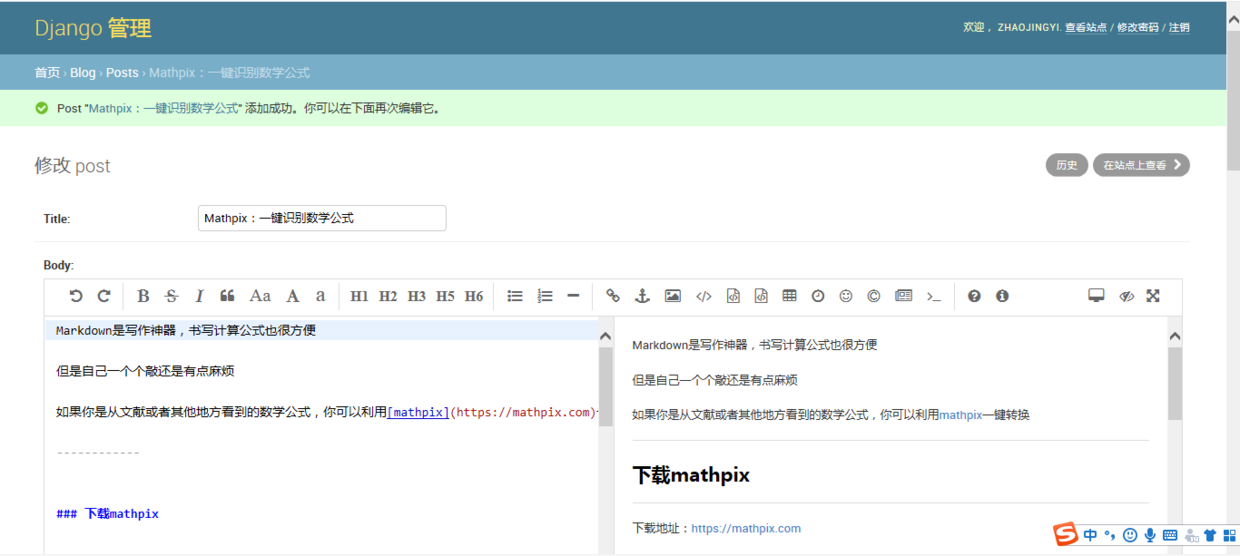 Django 管理
欢迎， ZHAOJINGYI. 查看站点 / 修改密码 / 注销
首页 › Blog › Posts › Mathpix：一键识别数学公式
Post "Mathpix：一键识别数学公式" 添加成功。你可以在下面再次编辑它。
修改 post
历史
在站点上查看
Title:
Mathpix：一键识别数学公式
Body:
B S I Aa A a H1 H2 H3 H5 H6
Markdown是写作神器，书写计算公式也很方便
但是自己一个个敲还是有点麻烦
如果你是从文献或者其他地方看到的数学公式，你可以利用[mathpix](https://mathpix.com)
------------
### 下载mathpix
Markdown是写作神器，书写计算公式也很方便
但是自己一个个敲还是有点麻烦
如果你是从文献或者其他地方看到的数学公式，你可以利用mathpix一键转换
下载mathpix
下载地址：https://mathpix.com
S 中